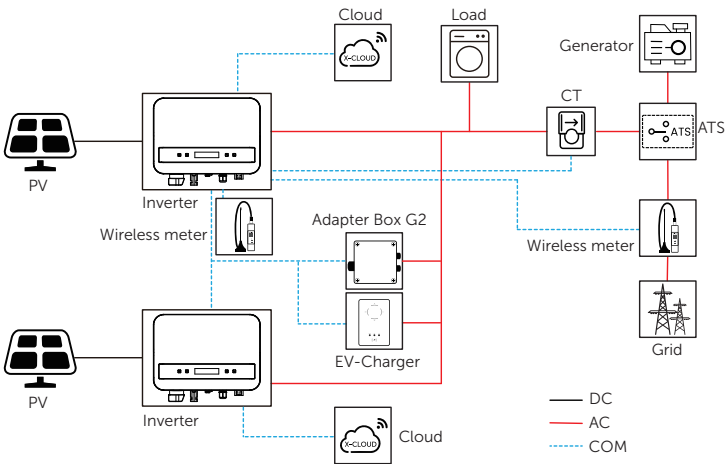 Cloud
Load
X-CLOUD
Generator
CT
ATS
ATS
PV
Inverter
Wireless meter
Adapter Box G2
Wireless meter
EV-Charger
Grid
PV
Inverter
X-CLOUD
Cloud
DC
AC
COM